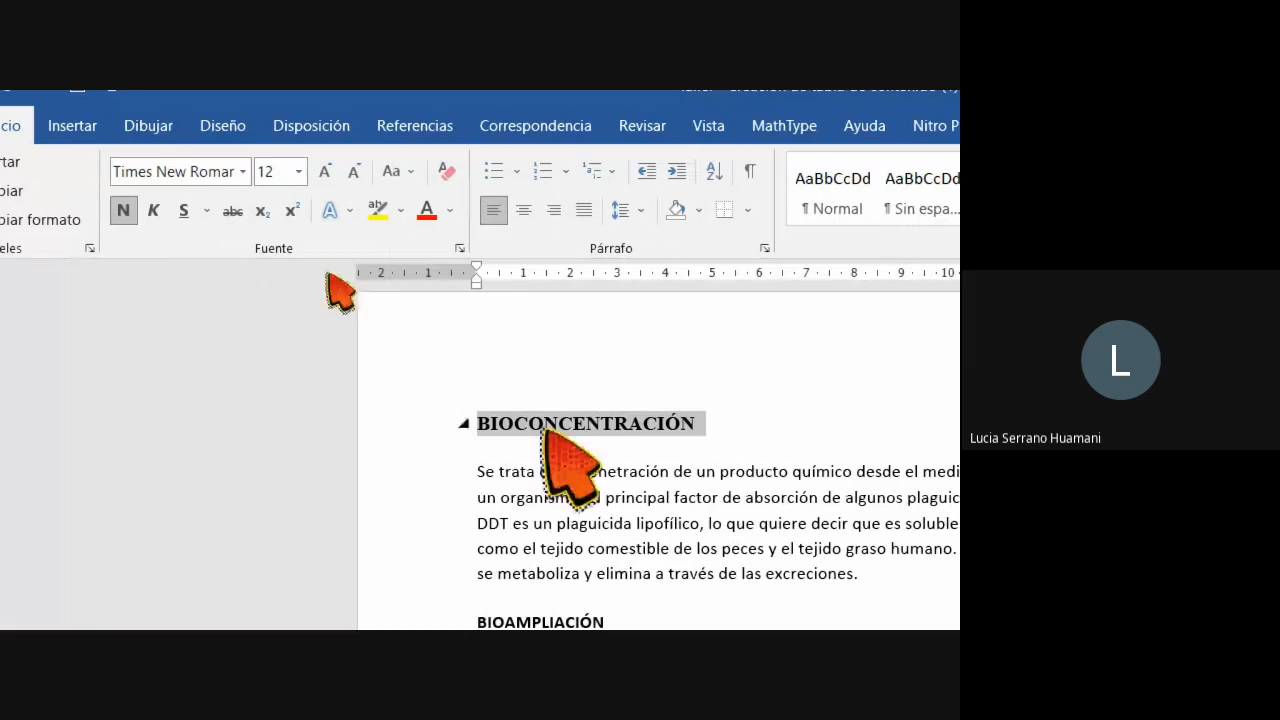 cio Insertar Dibujar Diseño Disposición Referencias Correspondencia Revisar Vista MathType Ayuda Nitro P
rtar
piar
piar formato
eles
Times New Romar 12 Aa
N K S abc x₂ x² A ab A
Fuente
Párrafo
AaBbCcDd AaBbCcDd
¶ Normal ¶ Sin espa...
2 1 1 2 3 4 5 6 7 8 9 10
BIOCONCENTRACIÓN
Se trata netración de un producto químico desde el medi
un organism principal factor de absorción de algunos plaguic
DDT es un plaguicida lipofílico, lo que quiere decir que es soluble
como el tejido comestible de los peces y el tejido graso humano.
se metaboliza y elimina a través de las excreciones.
BIOAMPLIACIÓN
L
Lucia Serrano Huamani